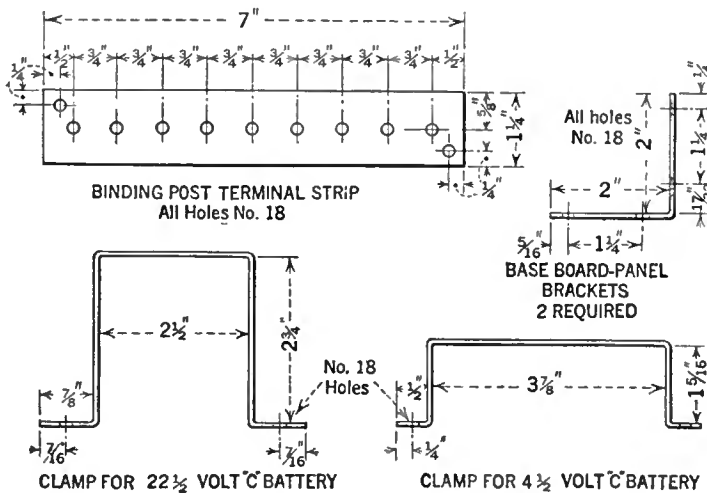 7"
1/2" 3/4" 3/4" 3/4" 3/4" 3/4" 3/4" 3/4" 3/4" 1/2"
1/4"
5/8"
1 1/4"
1/4"
BINDING POST TERMINAL STRIP
All Holes No. 18
1/4"
All holes
No. 18
2"
1 1/4"
2"
5/16"
1 1/4"
BASE BOARD-PANEL
BRACKETS
2 REQUIRED
2 1/2"
2 3/4"
7/8"
No. 18
Holes
7/16"
7/16"
CLAMP FOR 22 1/2 VOLT "C" BATTERY
1/2"
3 7/8"
1 5/16"
1/4"
CLAMP FOR 4 1/2 VOLT "C" BATTERY